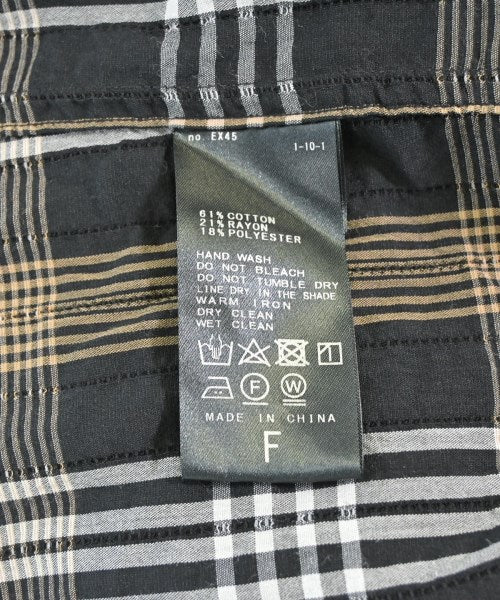 no. EX45 1-10-1
61% COTTON
21% RAYON
18% POLYESTER
HAND WASH
DO NOT BLEACH
DO NOT TUMBLE DRY
LINE DRY IN THE SHADE
WARM IRON
DRY CLEAN
WET CLEAN
F W
MADE IN CHINA
F